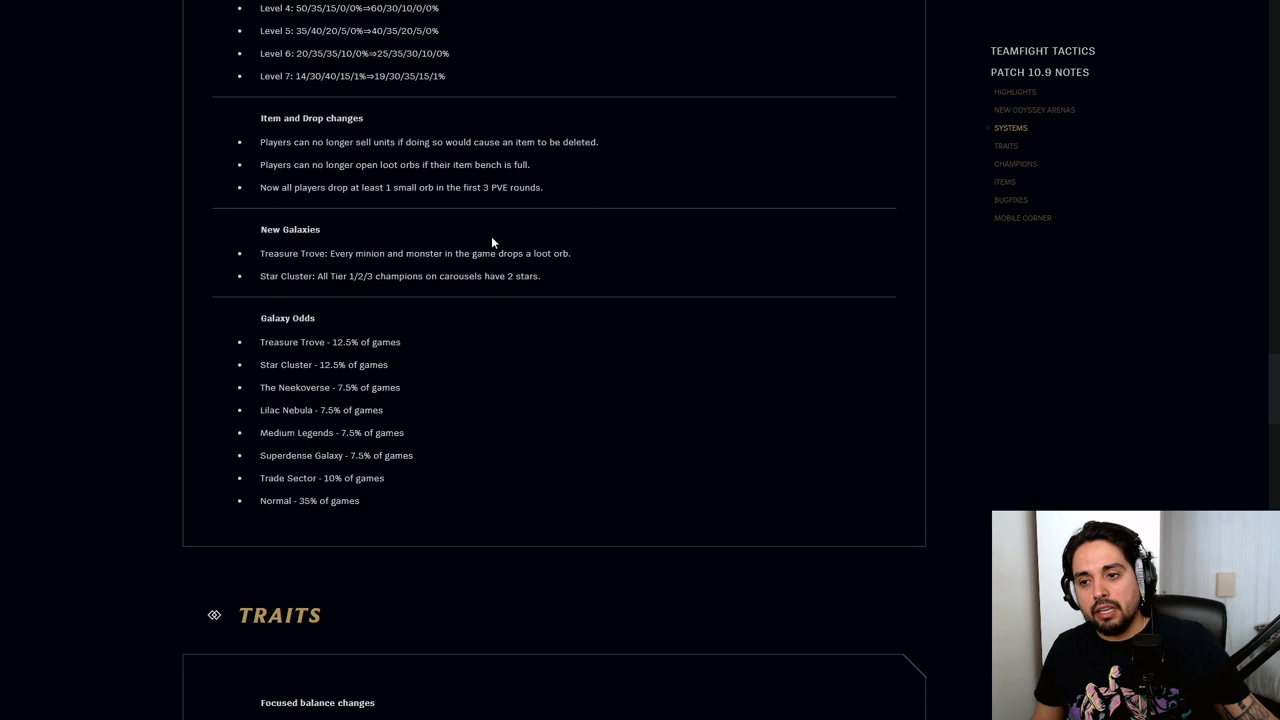 Level 4: 50/35/15/0/0%⇒60/30/10/0/0%
Level 5: 35/40/20/5/0%⇒40/35/20/5/0%
Level 6: 20/35/35/10/0%⇒25/35/30/10/0%
Level 7: 14/30/40/15/1%⇒19/30/35/15/1%
Item and Drop changes
Players can no longer sell units if doing so would cause an item to be deleted.
Players can no longer open loot orbs if their item bench is full.
Now all players drop at least 1 small orb in the first 3 PVE rounds.
New Galaxies
Treasure Trove: Every minion and monster in the game drops a loot orb.
Star Cluster: All Tier 1/2/3 champions on carousels have 2 stars.
Galaxy Odds
Treasure Trove - 12.5% of games
Star Cluster - 12.5% of games
The Neekoverse - 7.5% of games
Lilac Nebula - 7.5% of games
Medium Legends - 7.5% of games
Superdense Galaxy - 7.5% of games
Trade Sector - 10% of games
Normal - 35% of games
TRAITS
Focused balance changes
TEAMFIGHT TACTICS
PATCH 10.9 NOTES
HIGHLIGHTS
NEW ODYSSEY ARENAS
SYSTEMS
TRAITS
CHAMPIONS
ITEMS
BUGFIXES
MOBILE CORNER